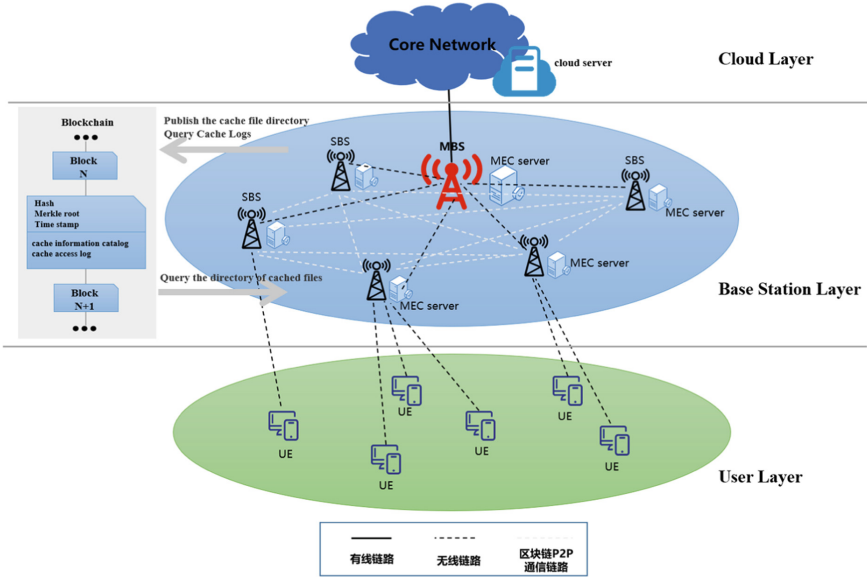 Core Network
cloud server
Cloud Layer
Blockchain
Publish the cache file directory
Query Cache Logs
Block
N
Hash
Merkle root
Time stamp
cache information catalog
cache access log
Block
N+1
Query the directory of cached files
SBS
MBS
MEC server
SBS
MEC server
SBS
MEC server
MEC server
Base Station Layer
UE
UE
UE
UE
UE
UE
User Layer
有线链路
无线链路
区块链P2P
通信链路